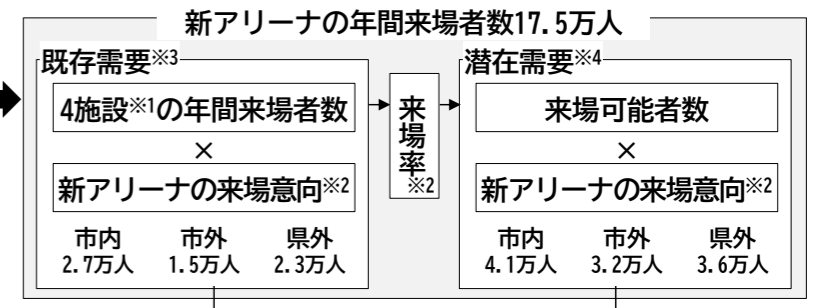 新アリーナの年間来場者数17.5万人
既存需要※3
4施設※1の年間来場者数
×
新アリーナの来場意向※2
市内 市外 県外
2.7万人 1.5万人 2.3万人
来場率※2
潜在需要※4
来場可能者数
×
新アリーナの来場意向※2
市内 市外 県外
4.1万人 3.2万人 3.6万人